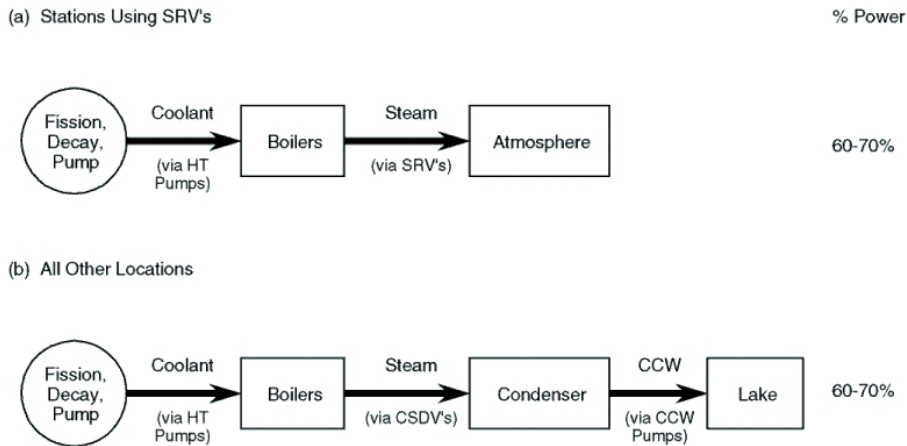 (a) Stations Using SRV's
% Power
Fission,
Decay,
Pump
Coolant
(via HT
Pumps)
Boilers
Steam
(via SRV's)
Atmosphere
60-70%
(b) All Other Locations
Fission,
Decay,
Pump
Coolant
(via HT
Pumps)
Boilers
Steam
(via CSDV's)
Condenser
CCW
(via CCW
Pumps)
Lake
60-70%